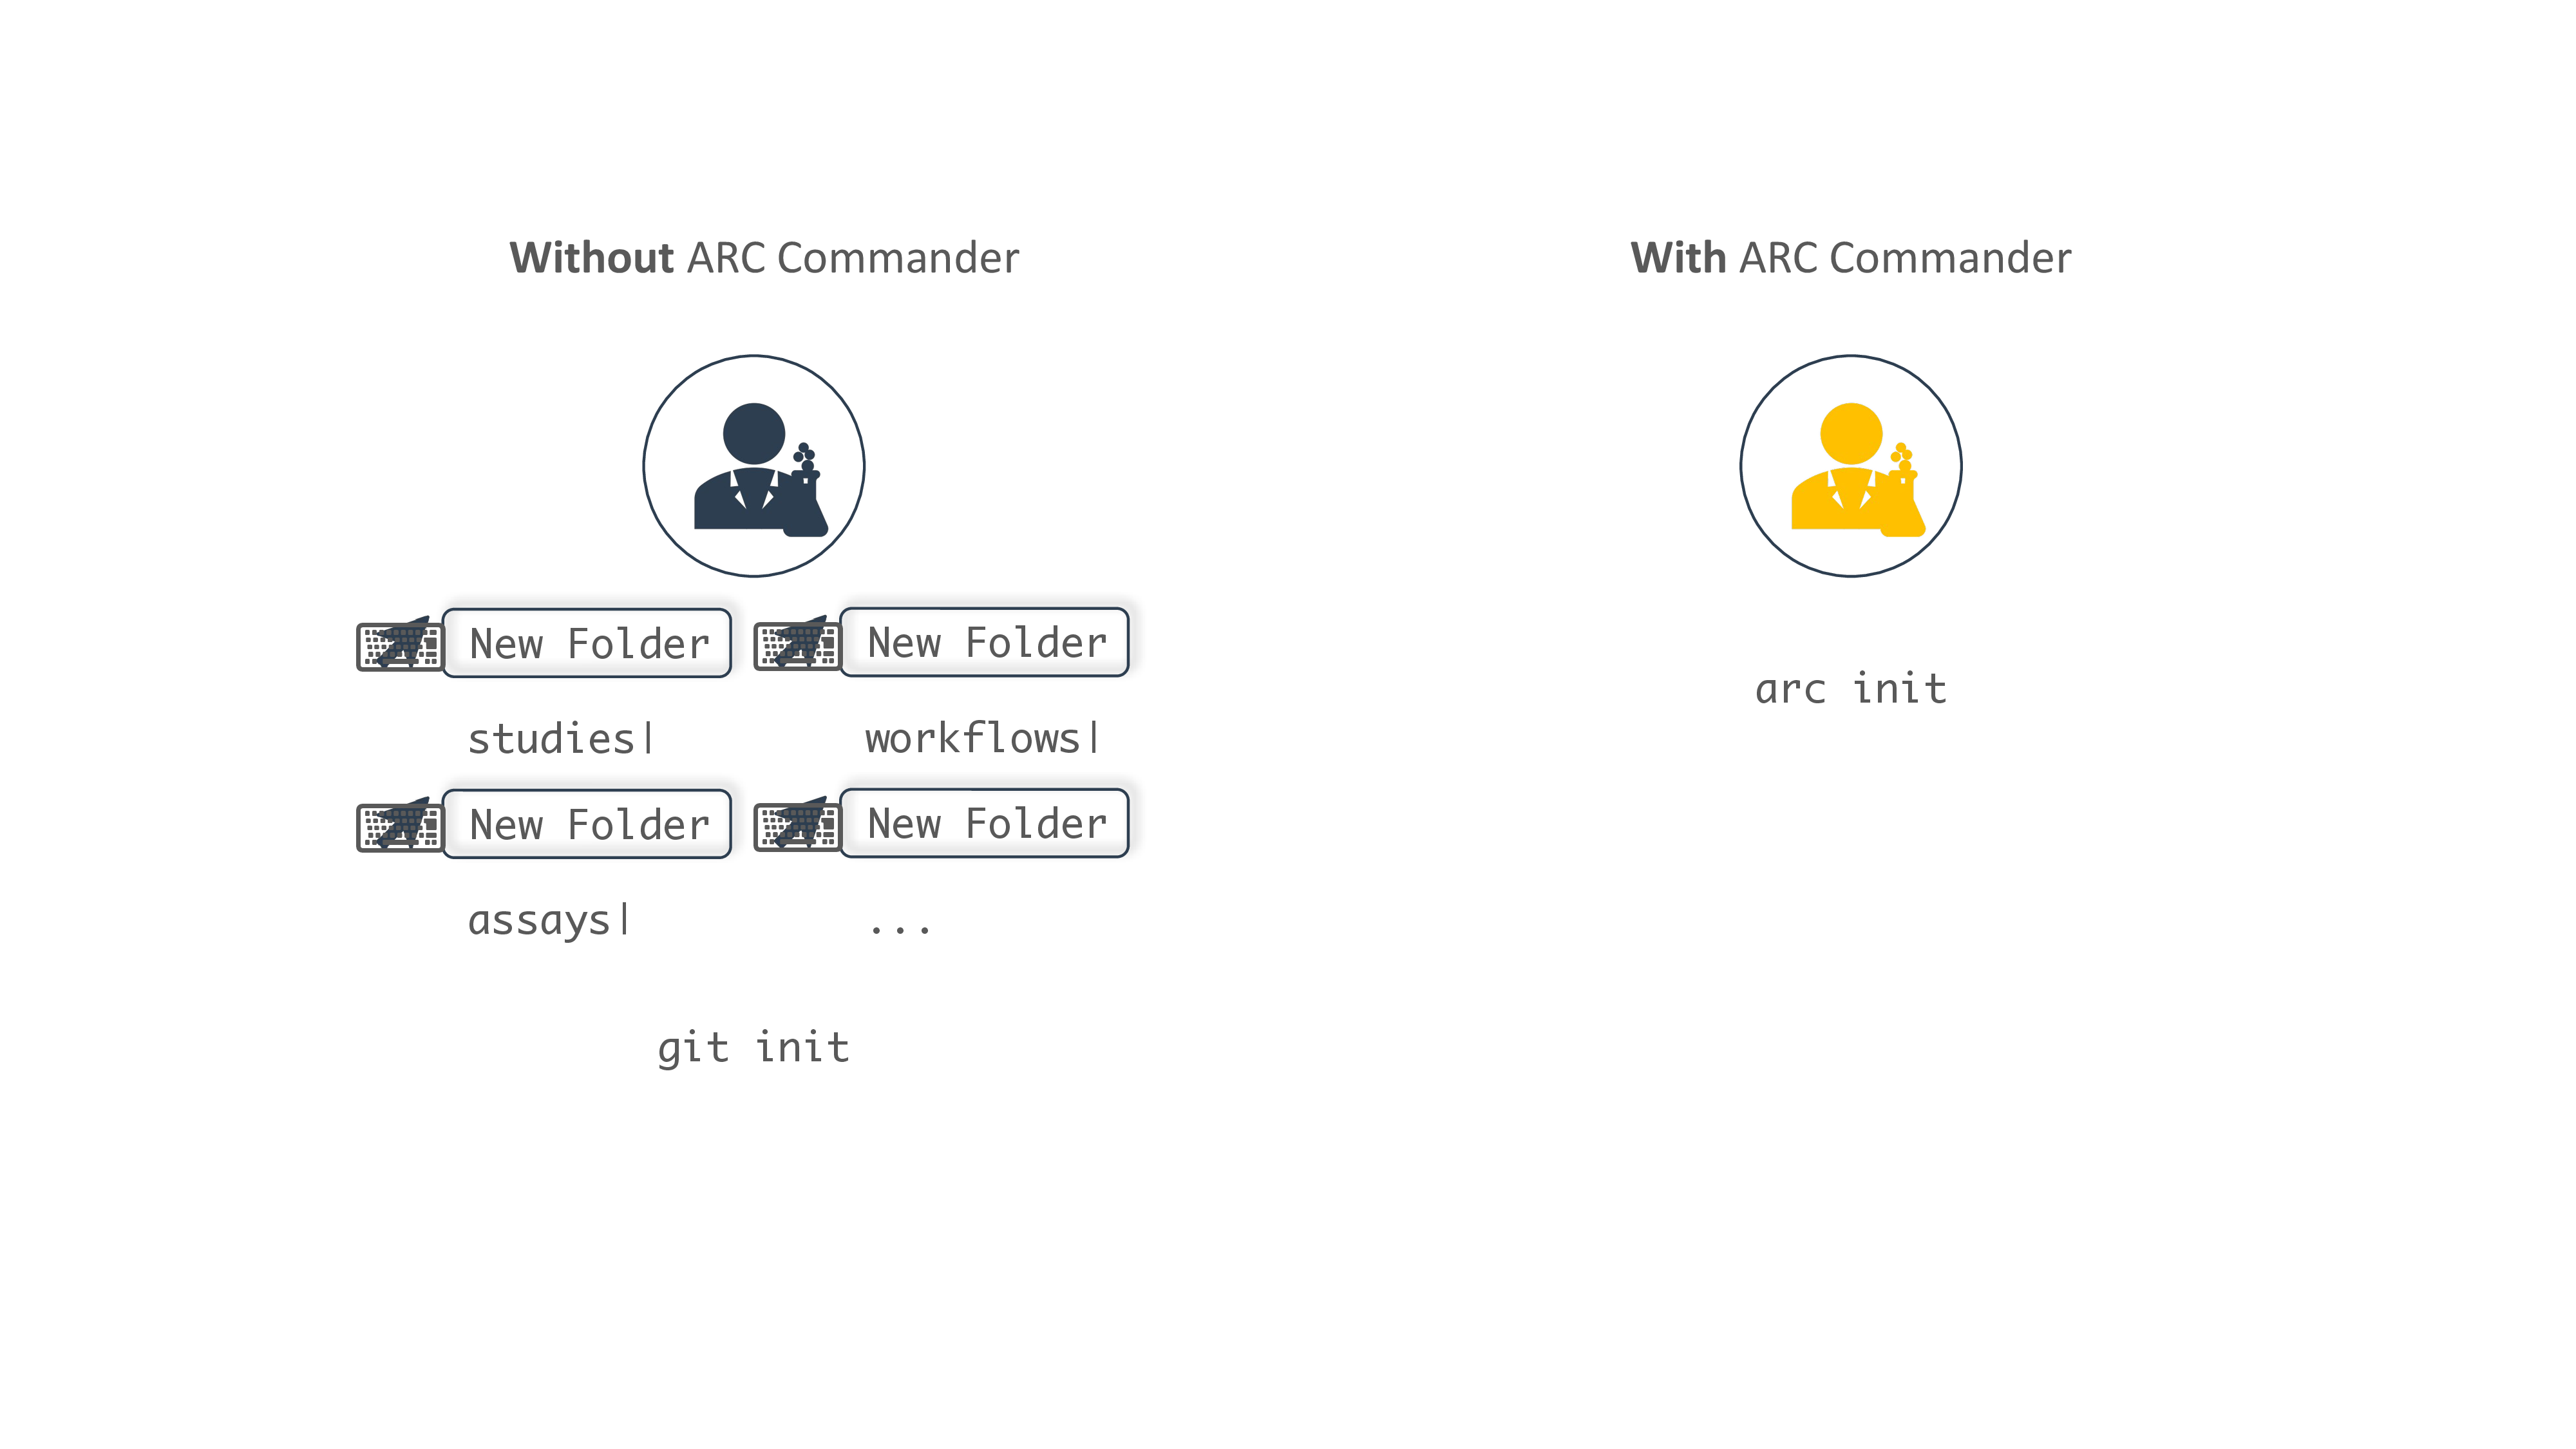 Without ARC Commander
New Folder
New Folder
studies|
workflows|
New Folder
New Folder
assays|
...
git init
With ARC Commander
arc init